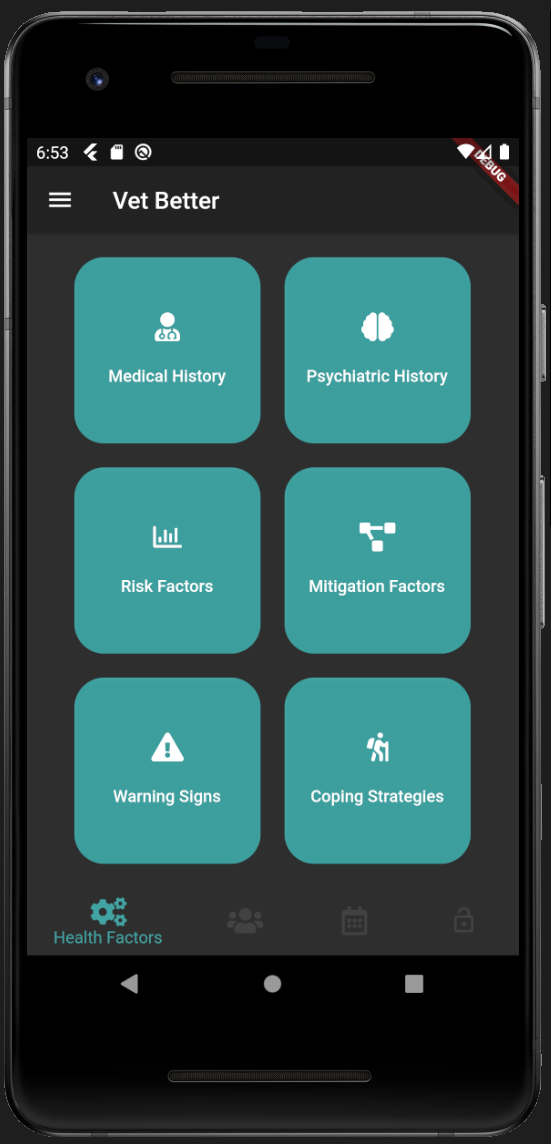 6:53
DEBUG
Vet Better
Medical History
Psychiatric History
Risk Factors
Mitigation Factors
Warning Signs
Coping Strategies
Health Factors